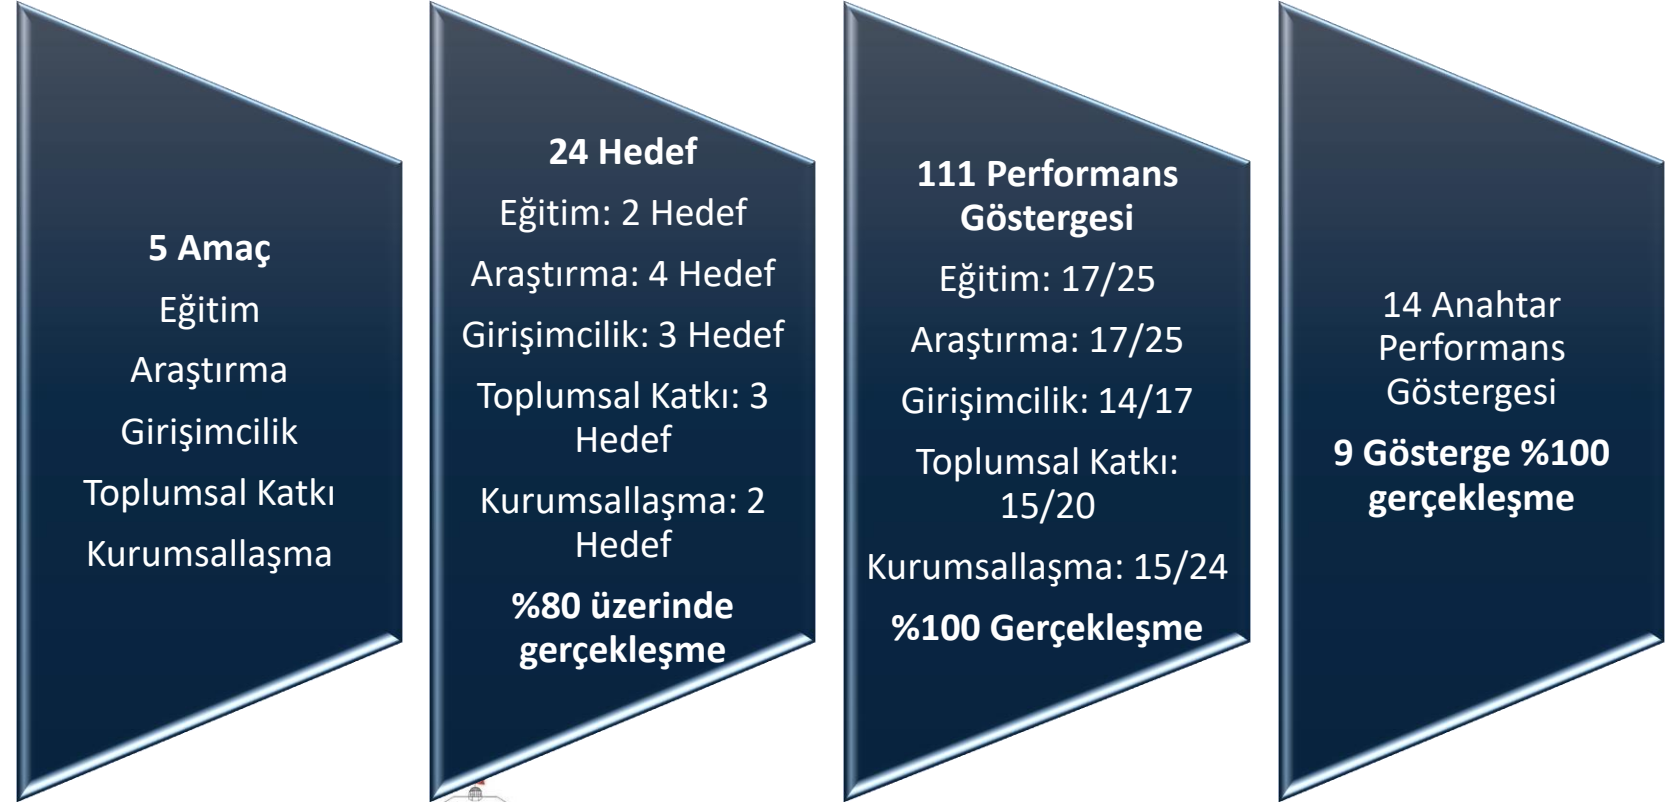 5 Amaç
Eğitim
Araştırma
Girişimcilik
Toplumsal Katkı
Kurumsallaşma
24 Hedef
Eğitim: 2 Hedef
Araştırma: 4 Hedef
Girişimcilik: 3 Hedef
Toplumsal Katkı: 3
Hedef
Kurumsallaşma: 2
Hedef
%80 üzerinde
gerçekleşme
111 Performans
Göstergesi
Eğitim: 17/25
Araştırma: 17/25
Girişimcilik: 14/17
Toplumsal Katkı:
15/20
Kurumsallaşma: 15/24
%100 Gerçekleşme
14 Anahtar
Performans
Göstergesi
9 Gösterge %100
gerçekleşme